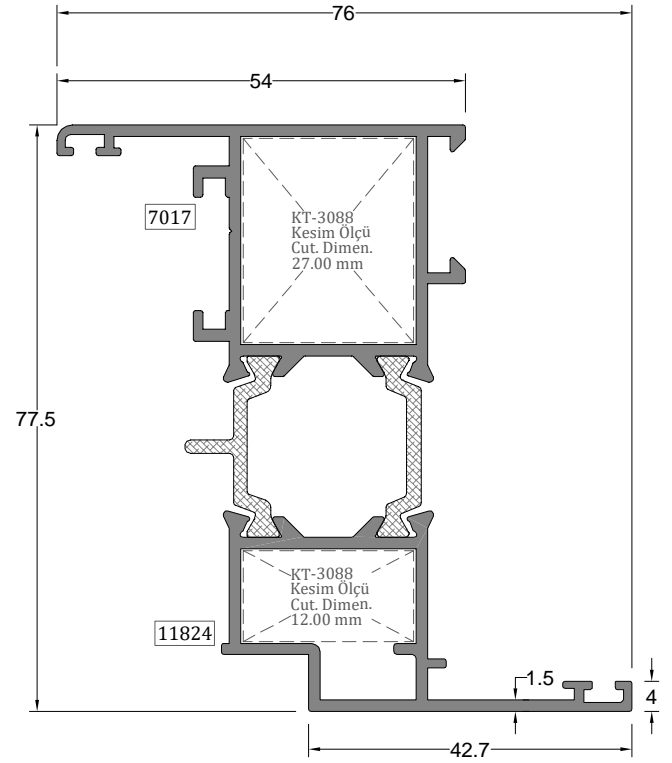 76
54
7017
KT-3088
Kesim Ölçü
Cut. Dimen.
27.00 mm
77.5
KT-3088
Kesim Ölçü
Cut. Dimen.
12.00 mm
11824
1.5
4
42.7